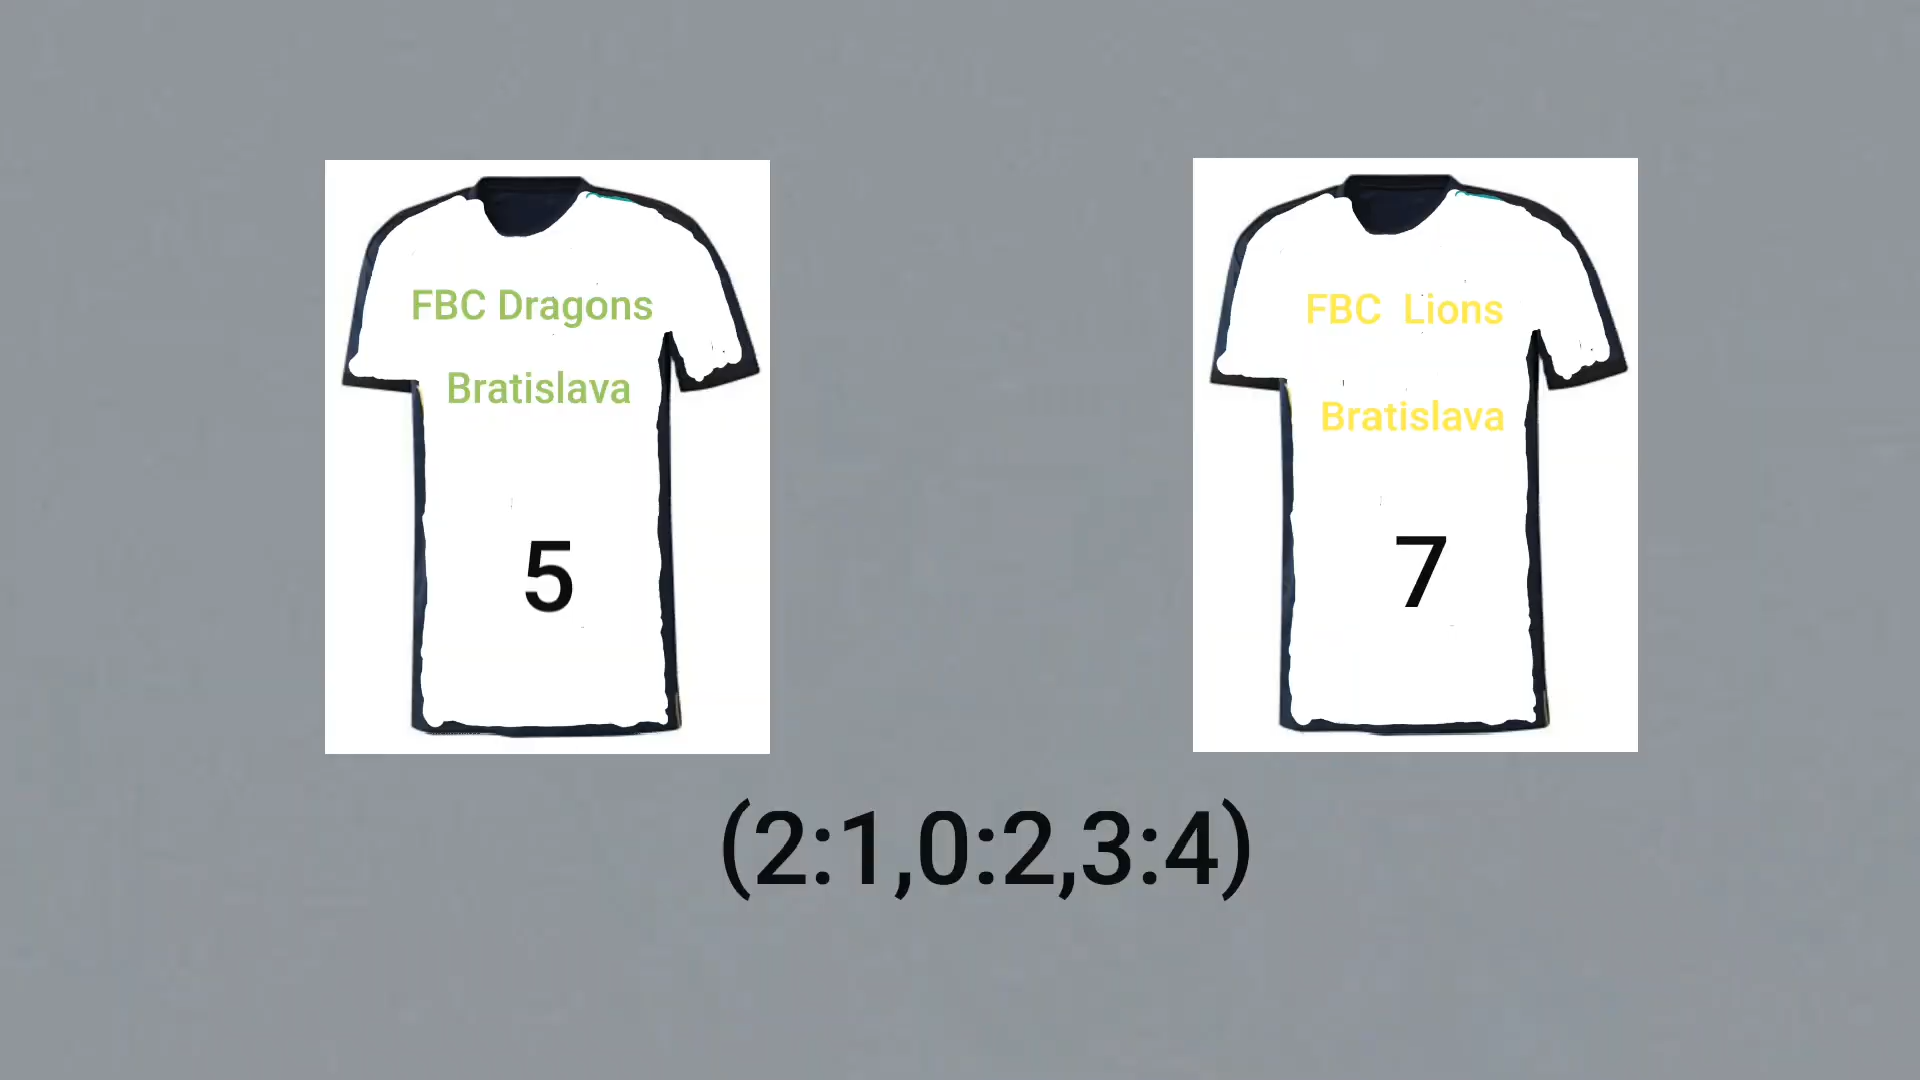 FBC Dragons
Bratislava
5
FBC  Lions
Bratislava
7
(2:1,0:2,3:4)